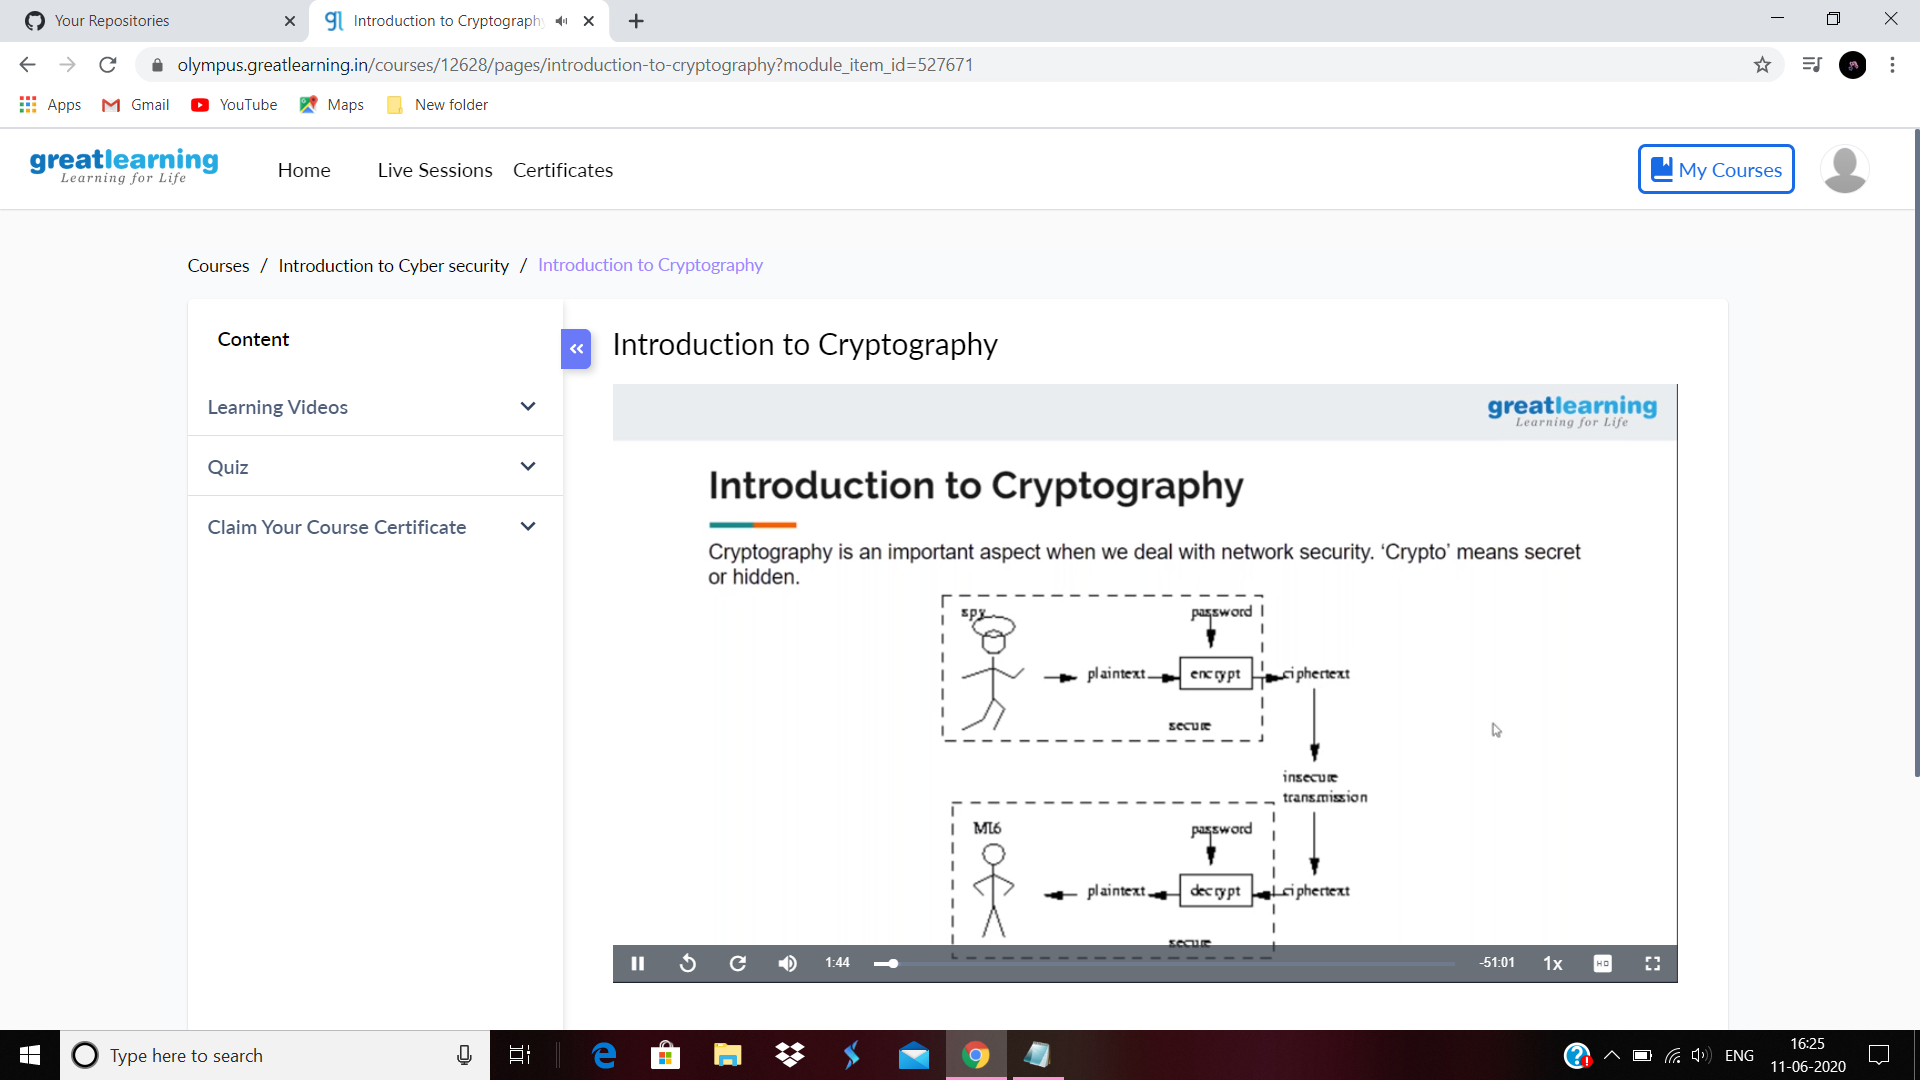 Your Repositories
Introduction to Cryptography
olympus.greatlearning.in/courses/12628/pages/introduction-to-cryptography?module_item_id=527671
Apps Gmail YouTube Maps New folder
greatlearning
Learning for Life
Home Live Sessions Certificates
My Courses
Courses / Introduction to Cyber security / Introduction to Cryptography
Content
Learning Videos
Quiz
Claim Your Course Certificate
Introduction to Cryptography
greatlearning
Learning for Life
Introduction to Cryptography
Cryptography is an important aspect when we deal with network security. ‘Crypto’ means secret
or hidden.
spy password
plaintext encrypt ciphertext
secure
insecure
transmission
MI6 password
plaintext decrypt ciphertext
secure
1:44 -51:01 1x HD
Type here to search
ENG
16:25
11-06-2020